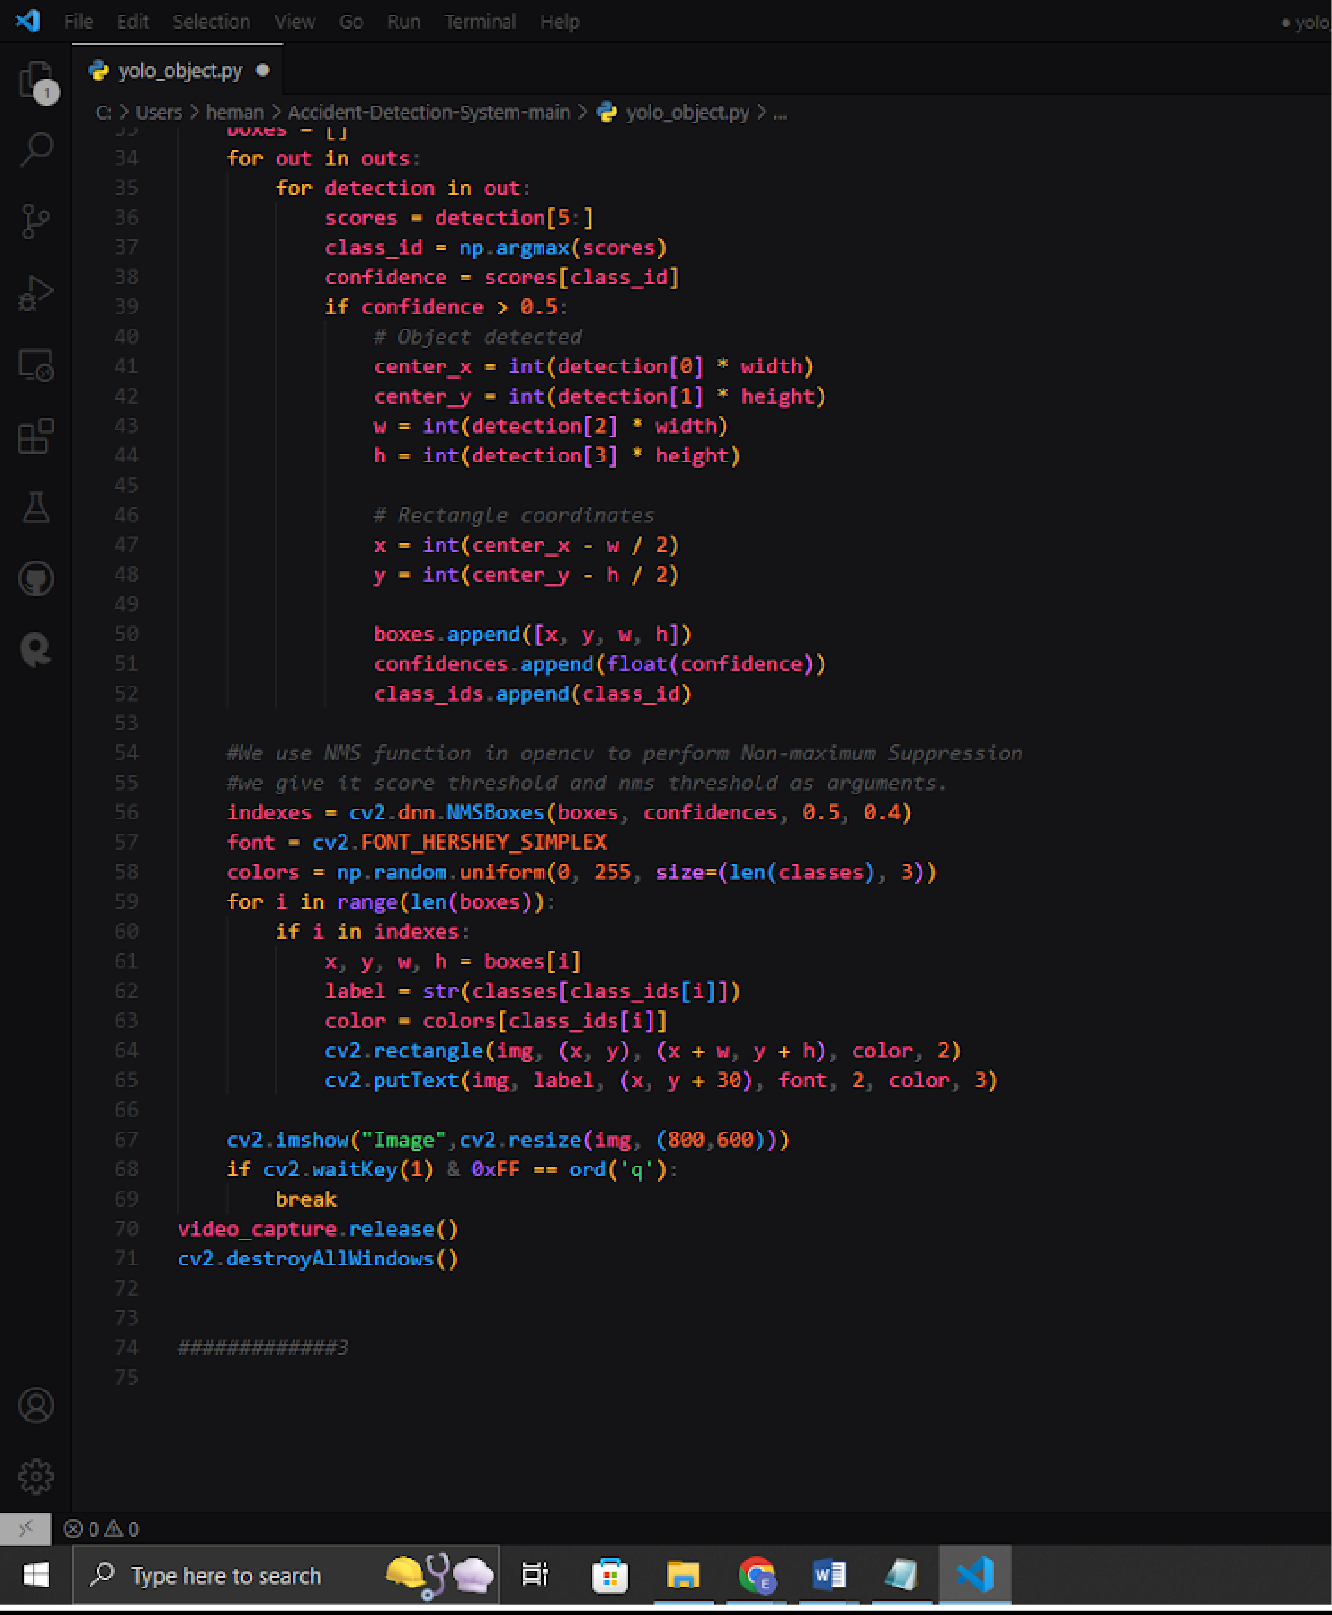 File Edit Selection View Go Run Terminal Help ● yolo
yolo_object.py ●
1
C: > Users > heman > Accident-Detection-System-main > yolo_object.py > ...
33 boxes = []
34 for out in outs:
35 for detection in out:
36 scores = detection[5:]
37 class_id = np.argmax(scores)
38 confidence = scores[class_id]
39 if confidence > 0.5:
40 # Object detected
41 center_x = int(detection[0] * width)
42 center_y = int(detection[1] * height)
43 w = int(detection[2] * width)
44 h = int(detection[3] * height)
45
46 # Rectangle coordinates
47 x = int(center_x - w / 2)
48 y = int(center_y - h / 2)
49
50 boxes.append([x, y, w, h])
51 confidences.append(float(confidence))
52 class_ids.append(class_id)
53
54 #We use NMS function in opencv to perform Non-maximum Suppression
55 #we give it score threshold and nms threshold as arguments.
56 indexes = cv2.dnn.NMSBoxes(boxes, confidences, 0.5, 0.4)
57 font = cv2.FONT_HERSHEY_SIMPLEX
58 colors = np.random.uniform(0, 255, size=(len(classes), 3))
59 for i in range(len(boxes)):
60 if i in indexes:
61 x, y, w, h = boxes[i]
62 label = str(classes[class_ids[i]])
63 color = colors[class_ids[i]]
64 cv2.rectangle(img, (x, y), (x + w, y + h), color, 2)
65 cv2.putText(img, label, (x, y + 30), font, 2, color, 3)
66
67 cv2.imshow("Image",cv2.resize(img, (800,600)))
68 if cv2.waitKey(1) & 0xFF == ord('q'):
69 break
70 video_capture.release()
71 cv2.destroyAllWindows()
72
73
74 #############3
75
0 0
Type here to search
E W